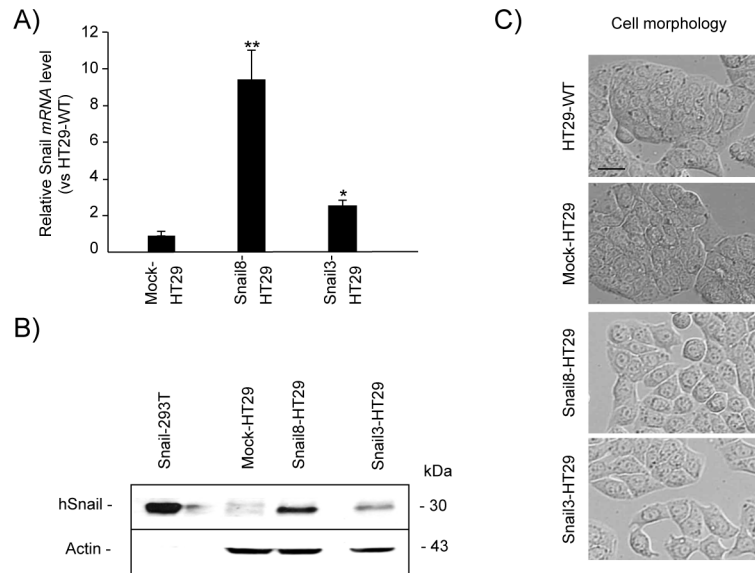 A)
Relative Snail mRNA level
(vs HT29-WT)
12
10
8
6
4
2
0
**
*
Mock-
HT29
Snail8-
HT29
Snail3-
HT29
B)
Snail-293T
Mock-HT29
Snail8-HT29
Snail3-HT29
kDa
hSnail -
- 30
Actin -
- 43
C)
Cell morphology
HT29-WT
Mock-HT29
Snail8-HT29
Snail3-HT29